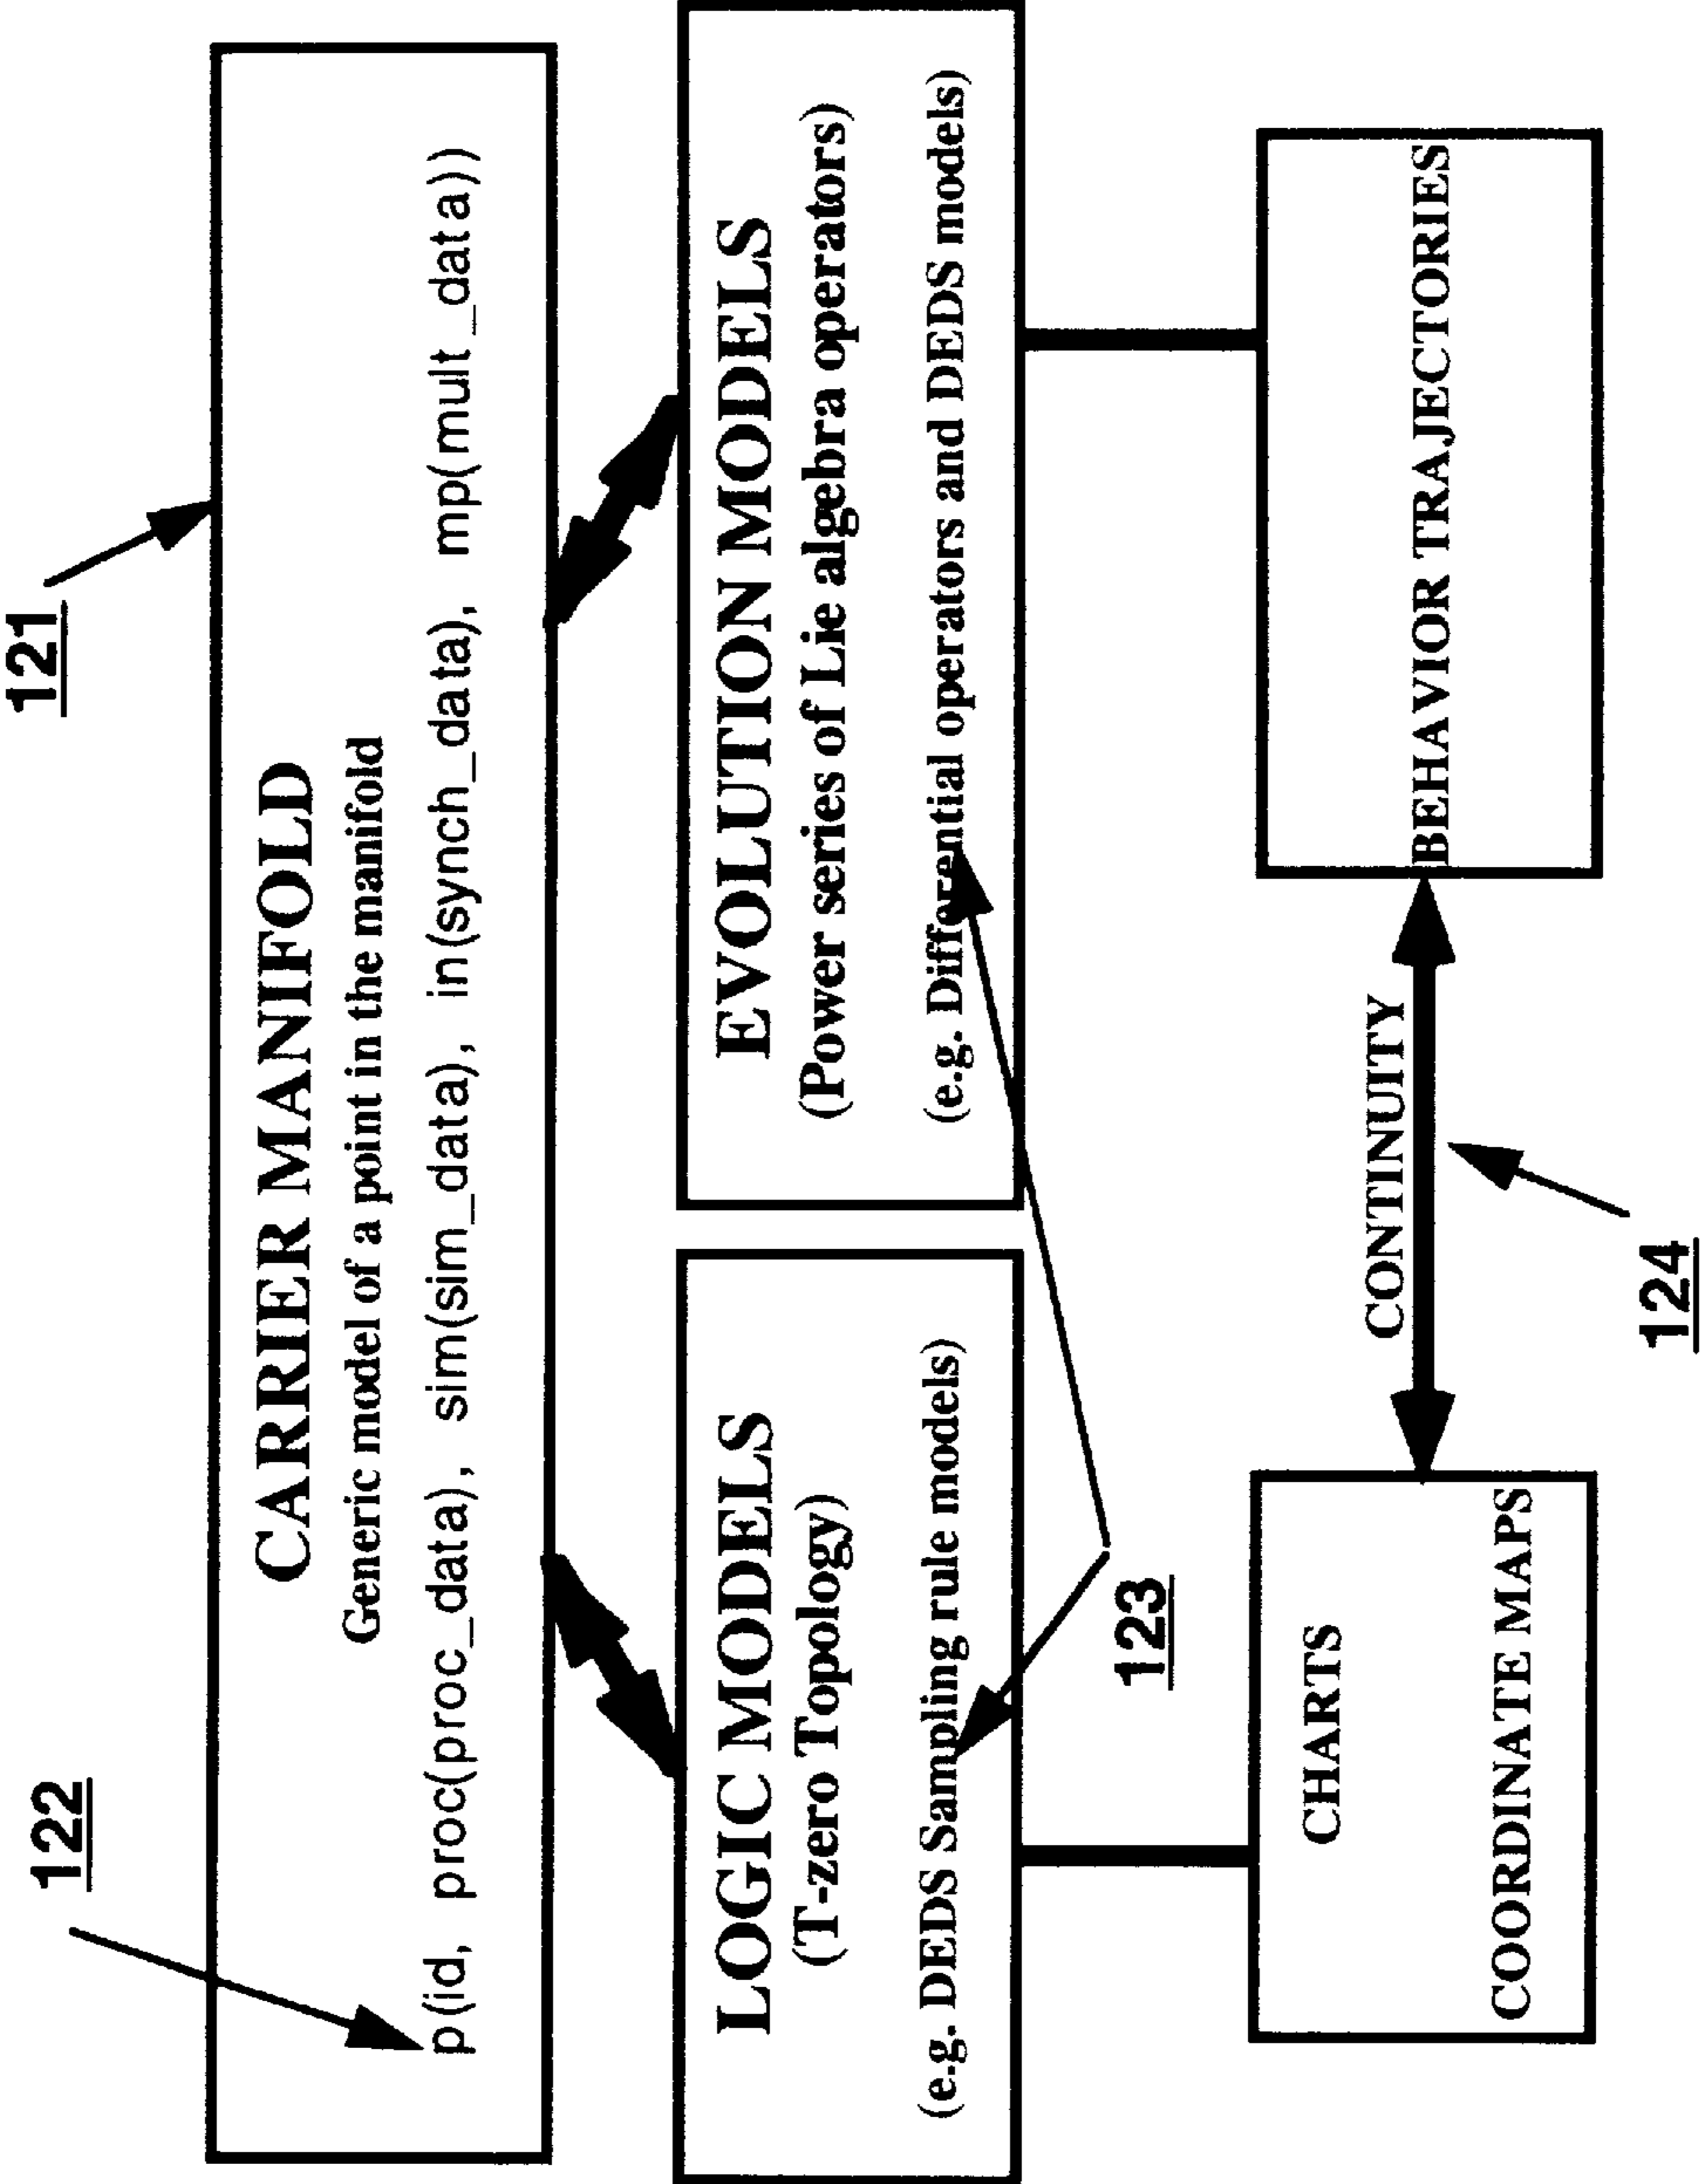 122
121
CARRIER MANIFOLD
Generic model of a point in the manifold
p(id, proc(proc_data), sim(sim_data), in(synch_data), mp(mult_data))
LOGIC MODELS
(T-zero Topology)
(e.g. DEDS Sampling rule models)
EVOLUTION MODELS
(Power series of Lie algebra operators)
(e.g. Differential operators and DEDS models)
123
CHARTS
COORDINATE MAPS
CONTINUITY
BEHAVIOR TRAJECTORIES
124